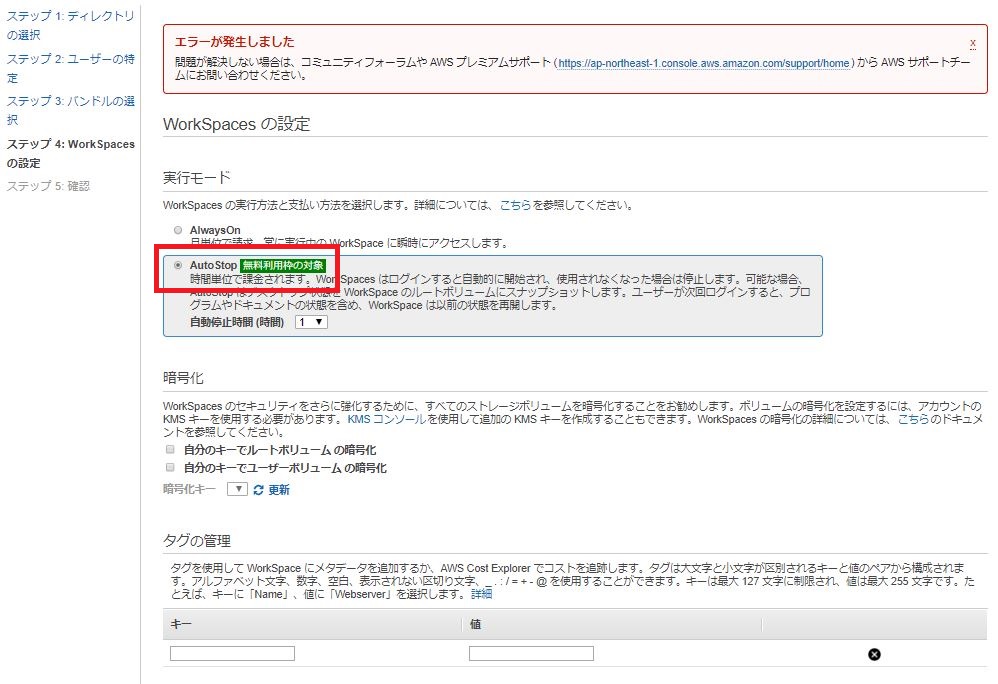 ステップ 1: ディレクトリ
の選択
ステップ 2: ユーザーの特
定
ステップ 3: バンドルの選
択
ステップ 4: WorkSpaces
の設定
ステップ 5: 確認
エラーが発生しました
x
問題が解決しない場合は、コミュニティフォーラムや AWS プレミアムサポート ( https://ap-northeast-1.console.aws.amazon.com/support/home ) から AWS サポートチー
ムにお問い合わせください。
WorkSpaces の設定
実行モード
WorkSpaces の実行方法と支払い方法を選択します。詳細については、 こちら を参照してください。
AlwaysOn
月単位で請求。常に実行中の WorkSpace に瞬時にアクセスします。
AutoStop 無料利用枠の対象
時間単位で課金されます。WorkSpaces はログインすると自動的に開始され、使用されなくなった場合は停止します。可能な場合、
AutoStop はデスクトップ状態を WorkSpace のルートボリュームにスナップショットします。ユーザーが次回ログインすると、プロ
グラムやドキュメントの状態を含め、WorkSpace は以前の状態を再開します。
自動停止時間 (時間) 1
暗号化
WorkSpaces のセキュリティをさらに強化するために、すべてのストレージボリュームを暗号化することをお勧めします。ボリュームの暗号化を設定するには、アカウントの
KMS キーを使用する必要があります。 KMS コンソール を使用して追加の KMS キーを作成することもできます。WorkSpaces の暗号化の詳細については、 こちら のドキュメ
ントを参照してください。
自分のキーでルートボリューム の暗号化
自分のキーでユーザーボリューム の暗号化
暗号化キー 更新
タグの管理
タグを使用して WorkSpace にメタデータを追加するか、AWS Cost Explorer でコストを追跡します。タグは大文字と小文字が区別されるキーと値のペアから構成されま
す。アルファベット文字、数字、空白、表示されない区切り文字、_ . : / = + - @ を使用することができます。キーは最大 127 文字に制限され、値は最大 255 文字です。た
とえば、キーに「Name」、値に「Webserver」を選択します。 詳細
キー 値